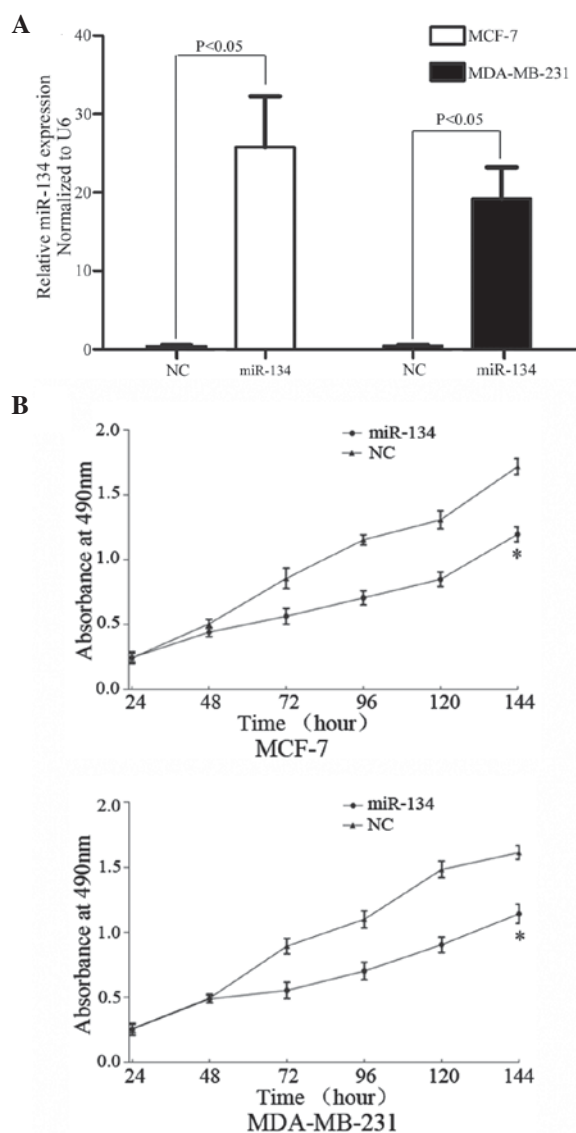 A
P<0.05
MCF-7
MDA-MB-231
P<0.05
Relative miR-134 expression
Normalized to U6
40
30
20
10
0
NC
miR-134
NC
miR-134
B
miR-134
NC
Absorbance at 490nm
2.0
1.5
1.0
0.5
0.0
*
24 48 72 96 120 144
Time （hour）
MCF-7
miR-134
NC
Absorbance at 490nm
2.0
1.5
1.0
0.5
0.0
*
24 48 72 96 120 144
Time （hour）
MDA-MB-231